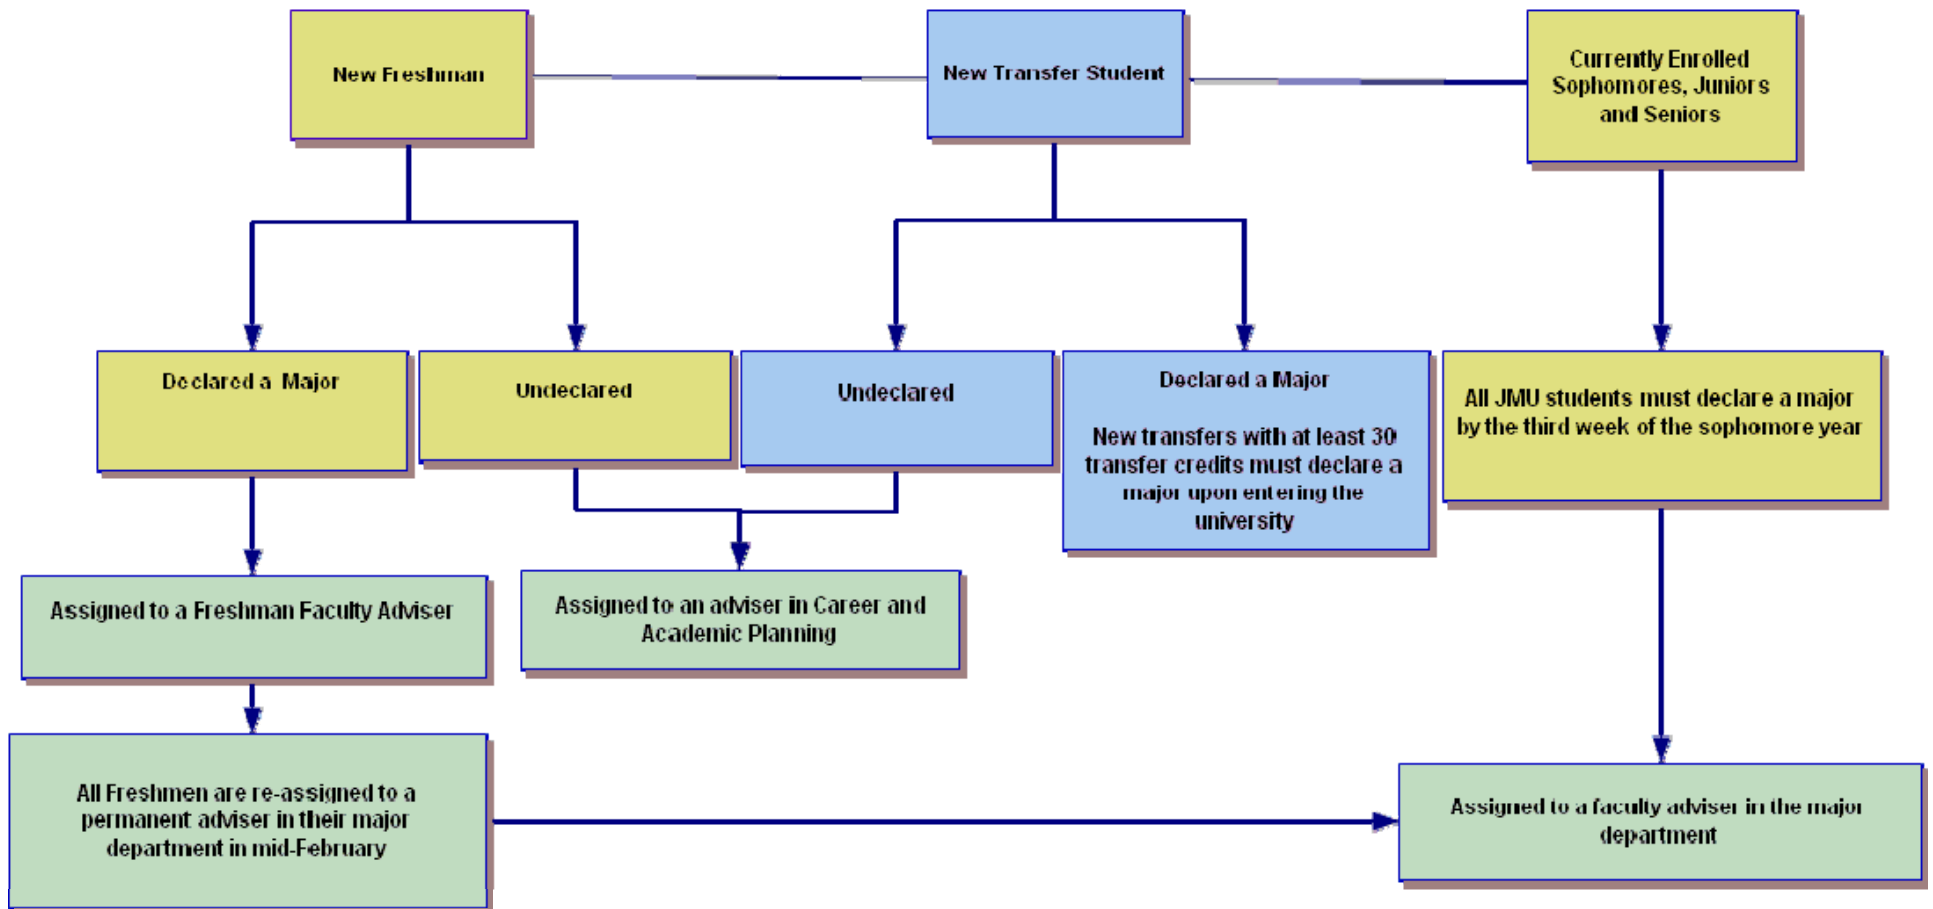 New Freshman
New Transfer Student
Currently Enrolled
Sophomores, Juniors
and Seniors
Declared a Major
Undeclared
Undeclared
Declared a Major
New transfers with at least 30
transfer credits must declare a
major upon entering the
university
All JMU students must declare a major
by the third week of the sophomore year
Assigned to a Freshman Faculty Adviser
Assigned to an adviser in Career and
Academic Planning
All Freshmen are re-assigned to a
permanent adviser in their major
department in mid-February
Assigned to a faculty adviser in the major
department